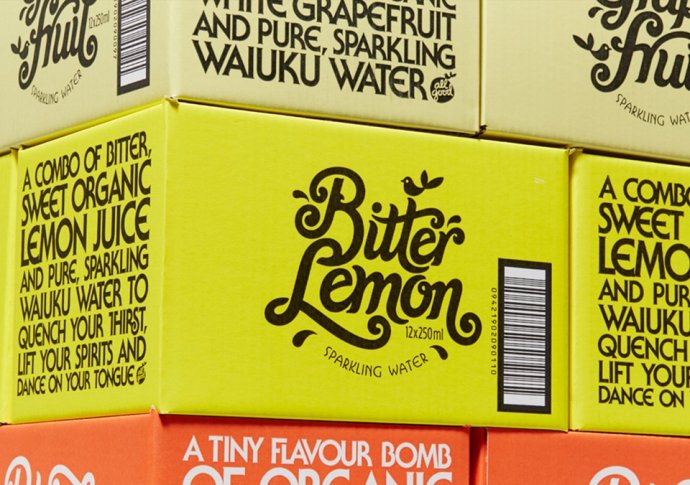 fruit
12x250ml
SPARKLING WATER
WHITE GRAPEFRUIT
AND PURE, SPARKLING
WAIUKU WATER
all good
fruit
SPARKLING WAT
A COMBO OF BITTER,
SWEET ORGANIC
LEMON JUICE
AND PURE, SPARKLING
WAIUKU WATER TO
QUENCH YOUR THIRST,
LIFT YOUR SPIRITS AND
DANCE ON YOUR TONGUE
Bitter
Lemon
12x250ml
SPARKLING WATER
09421902090110
A COMBO
SWEET
LEMO
AND PUR
WAIUKU
QUENCH
LIFT YOUR
DANCE ON
A TINY FLAVOUR BOMB
OF ORGANIC